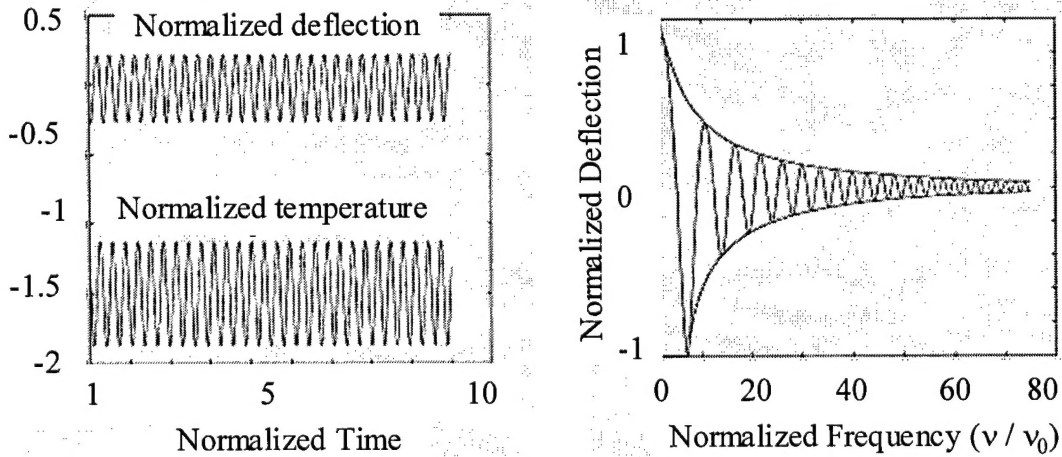 0.5
Normalized deflection
-0.5
-1
Normalized temperature
-1.5
-2
1 5 10
Normalized Time
Normalized Deflection
1
0
-1
0 20 40 60 80
Normalized Frequency (ν / ν₀)